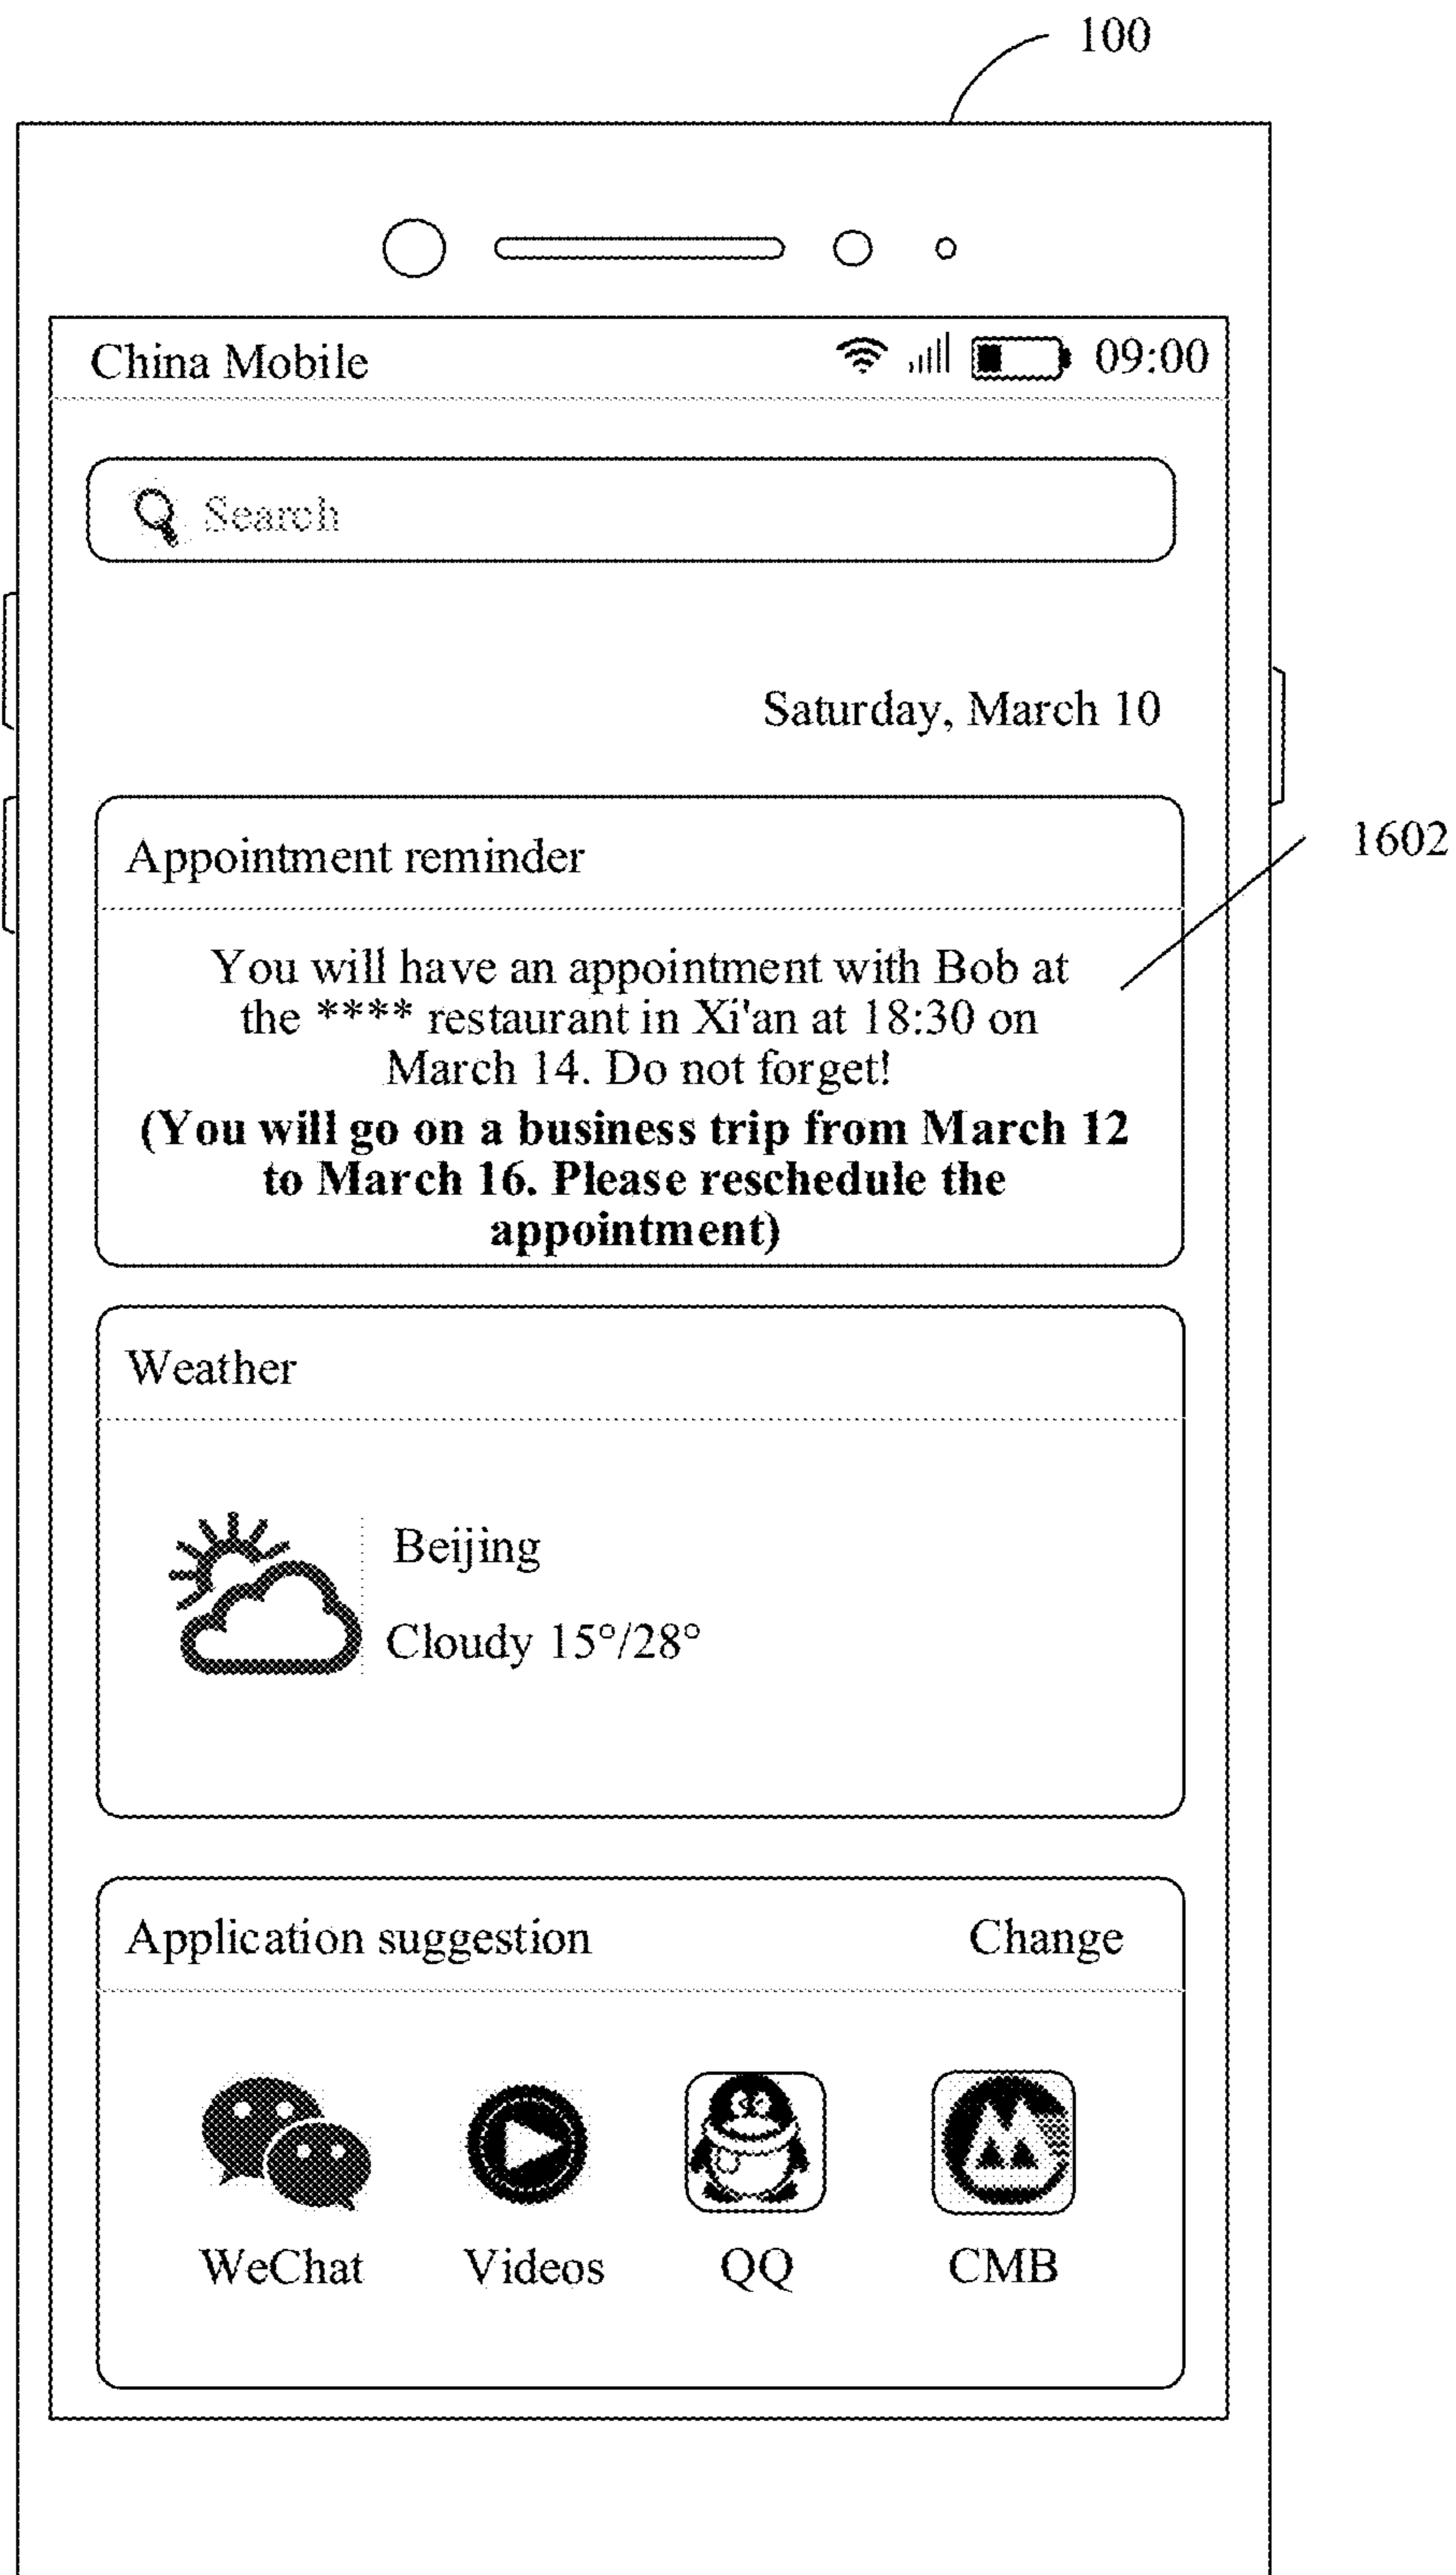 100
China Mobile 09:00
Search
Saturday, March 10
Appointment reminder
1602
You will have an appointment with Bob at
the **** restaurant in Xi'an at 18:30 on
March 14. Do not forget!
(You will go on a business trip from March 12
to March 16. Please reschedule the
appointment)
Weather
Beijing
Cloudy 15°/28°
Application suggestion Change
WeChat Videos QQ CMB